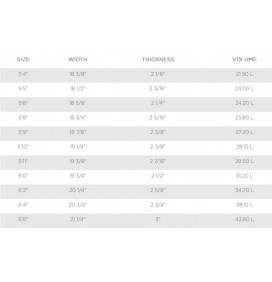 SIZE WIDTH THICKNESS VOLUME
5'4" 18 3/8" 2 1/8" 21.90 L
5'5" 18 1/2" 2 3/16" 23.00 L
5'6" 18 5/8" 2 1/4" 24.20 L
5'8" 18 3/4" 2 5/16" 25.80 L
5'9" 18 7/8" 2 3/8" 27.20 L
5'10" 19 1/4" 2 3/8" 28.10 L
5'11" 19 3/8" 2 7/16" 29.50 L
6'0" 19 3/4" 2 1/2" 31.20 L
6'2" 20 1/4" 2 5/8" 34.70 L
6'4" 20 3/4" 2 3/4" 38.10 L
6'6" 21 1/4" 3" 43.80 L